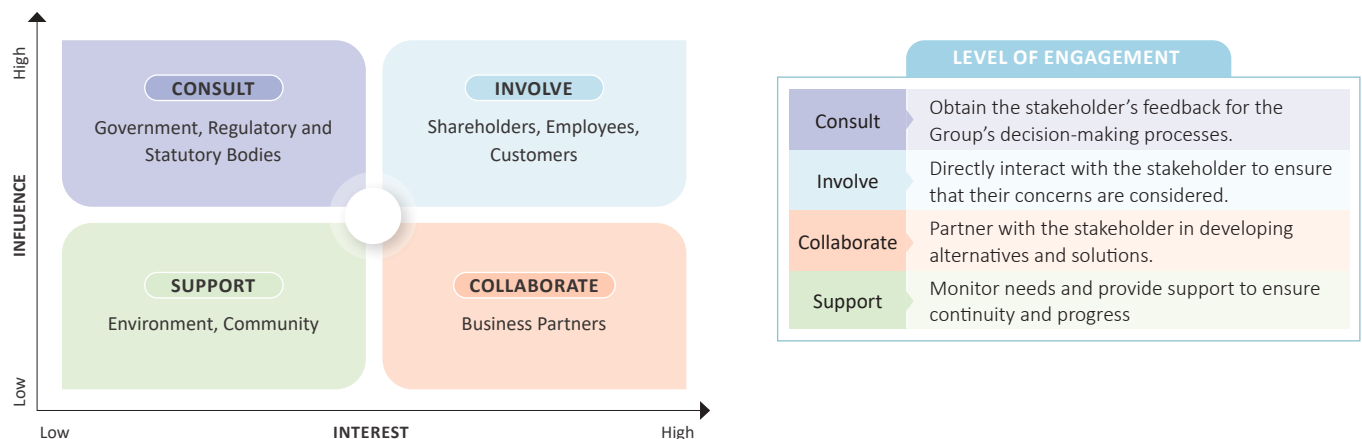 High
INFLUENCE
Low
CONSULT
Government, Regulatory and
Statutory Bodies
INVOLVE
Shareholders, Employees,
Customers
SUPPORT
Environment, Community
COLLABORATE
Business Partners
Low
INTEREST
High
LEVEL OF ENGAGEMENT
Consult
Obtain the stakeholder’s feedback for the
Group’s decision-making processes.
Involve
Directly interact with the stakeholder to ensure
that their concerns are considered.
Collaborate
Partner with the stakeholder in developing
alternatives and solutions.
Support
Monitor needs and provide support to ensure
continuity and progress